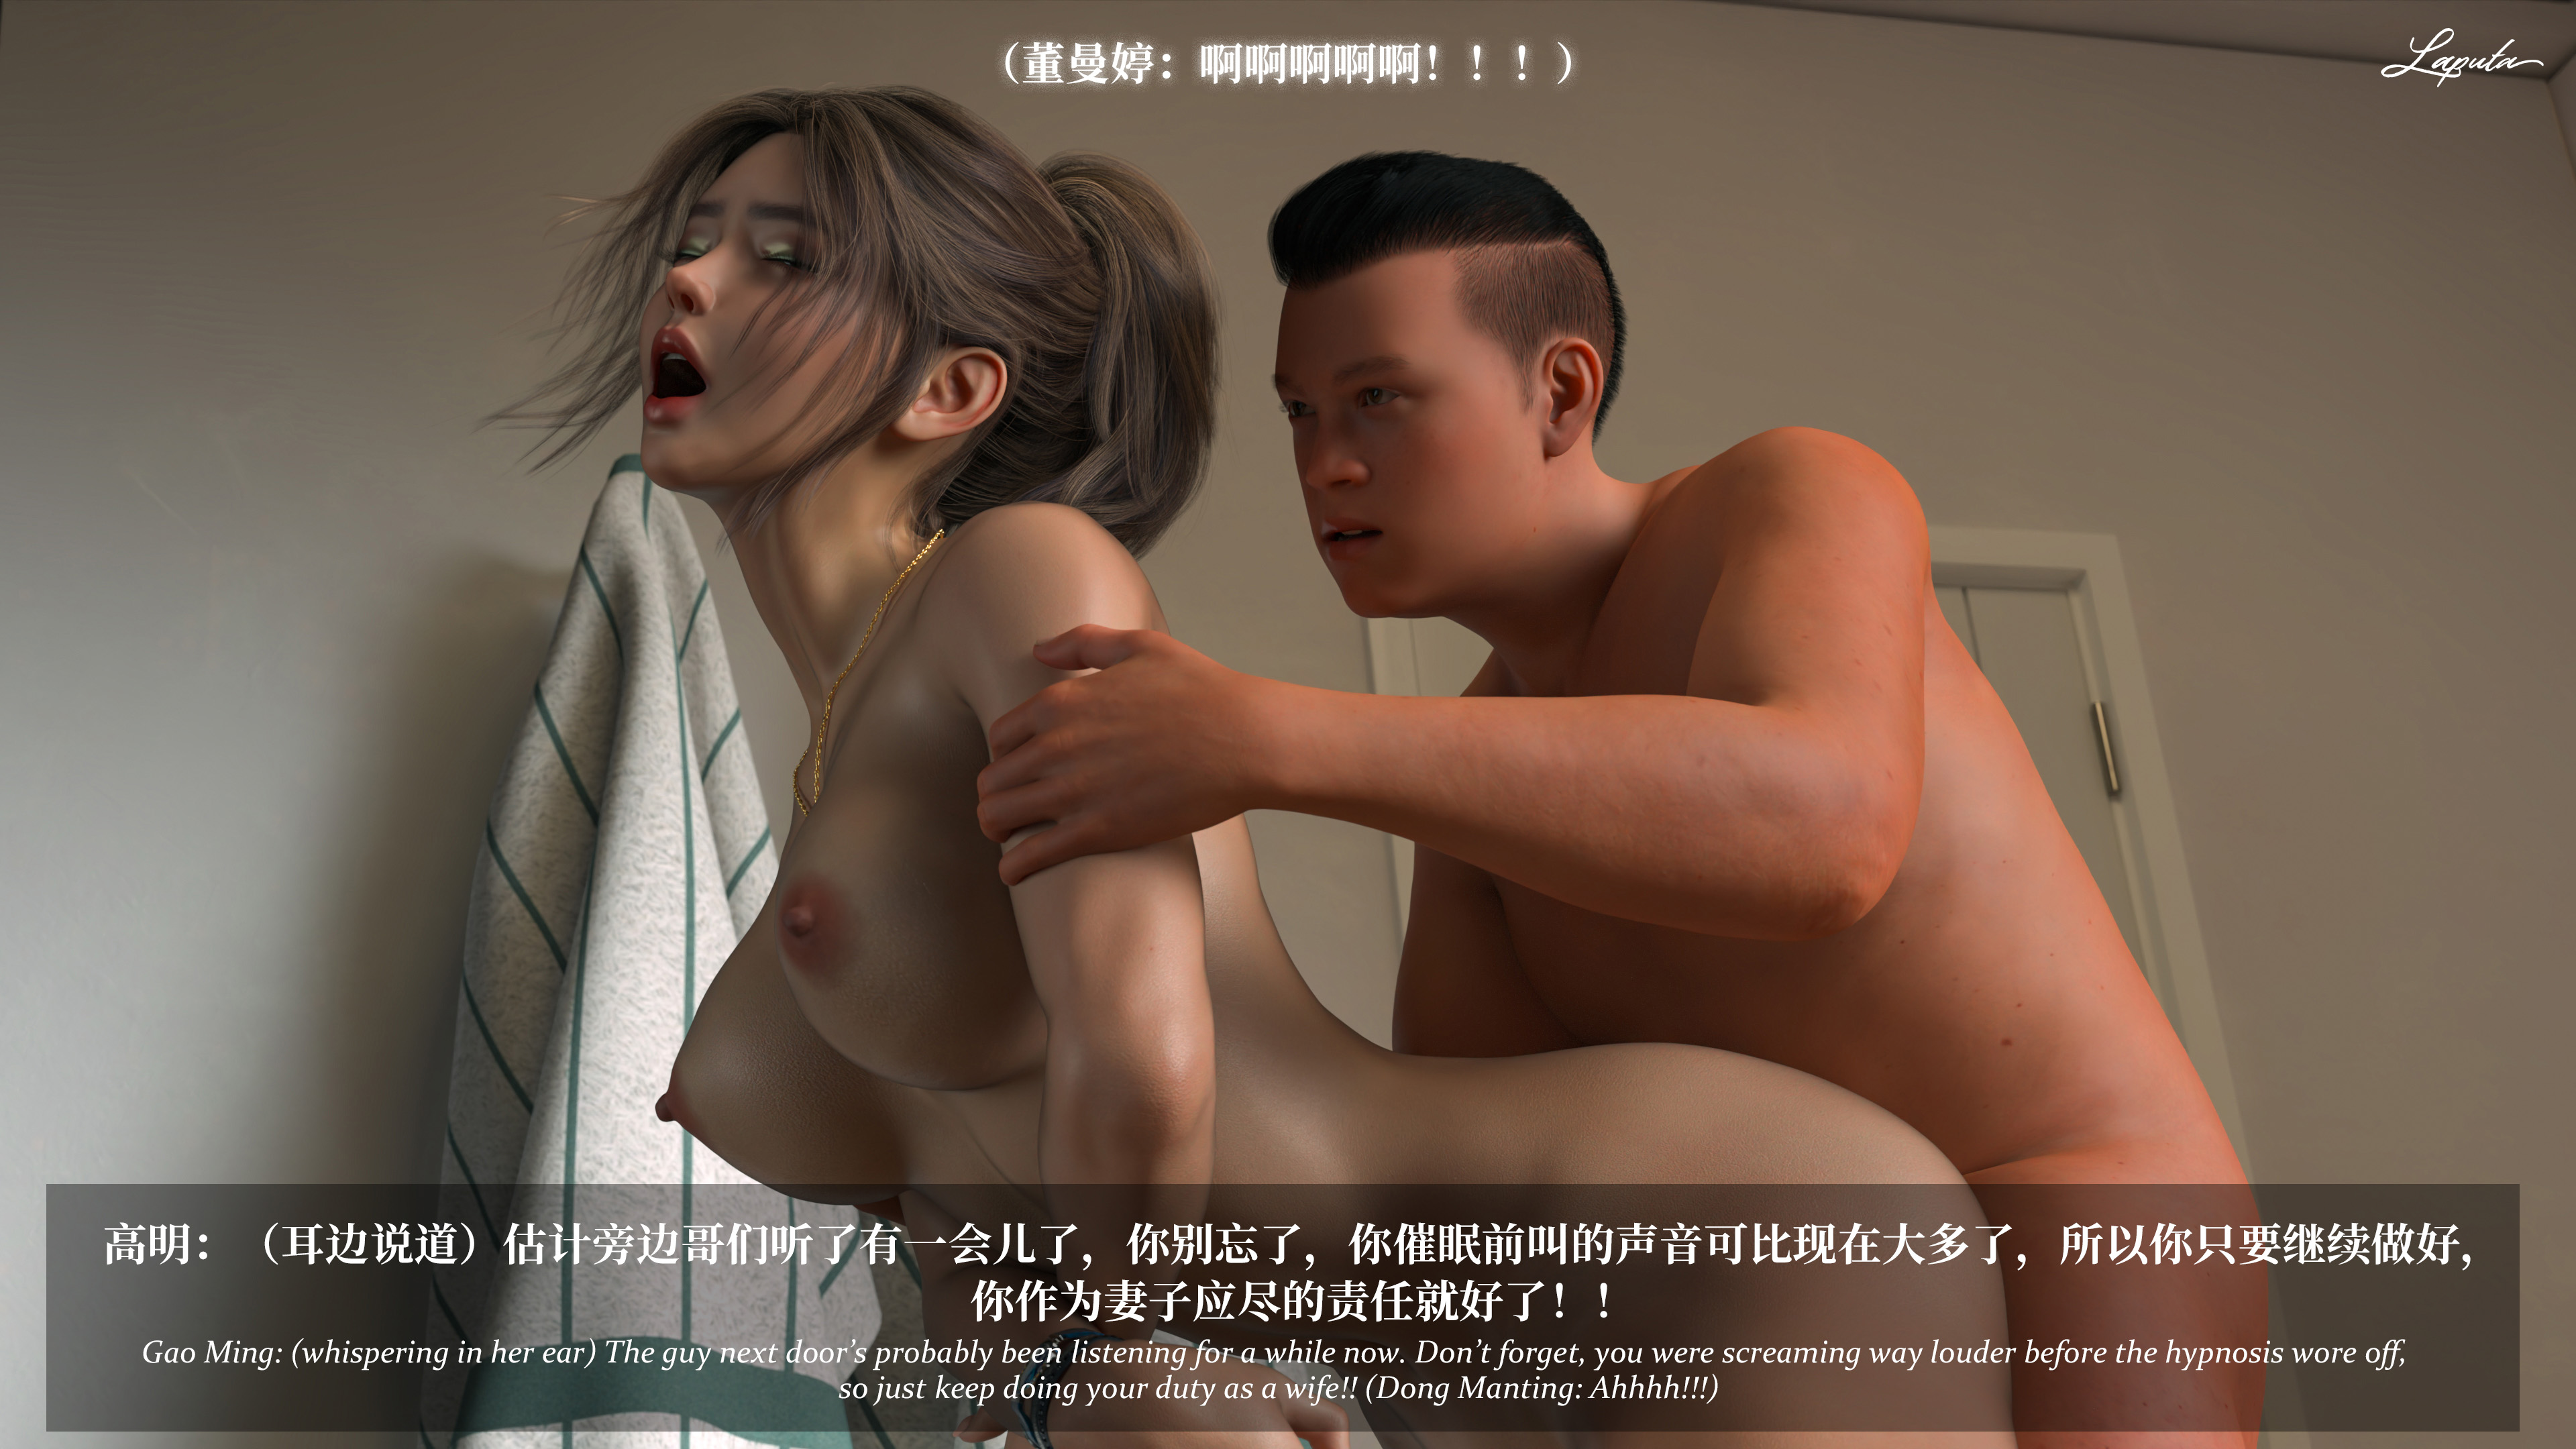 (董曼婷：啊啊啊啊啊！！！)
Laputa
高明：（耳边说道）估计旁边哥们听了有一会儿了，你别忘了，你催眠前叫的声音可比现在大多了，所以你只要继续做好，
你作为妻子应尽的责任就好了！！
Gao Ming: (whispering in her ear) The guy next door's probably been listening for a while now. Don't forget, you were screaming way louder before the hypnosis wore off,
so just keep doing your duty as a wife!! (Dong Manting: Ahhhh!!!)